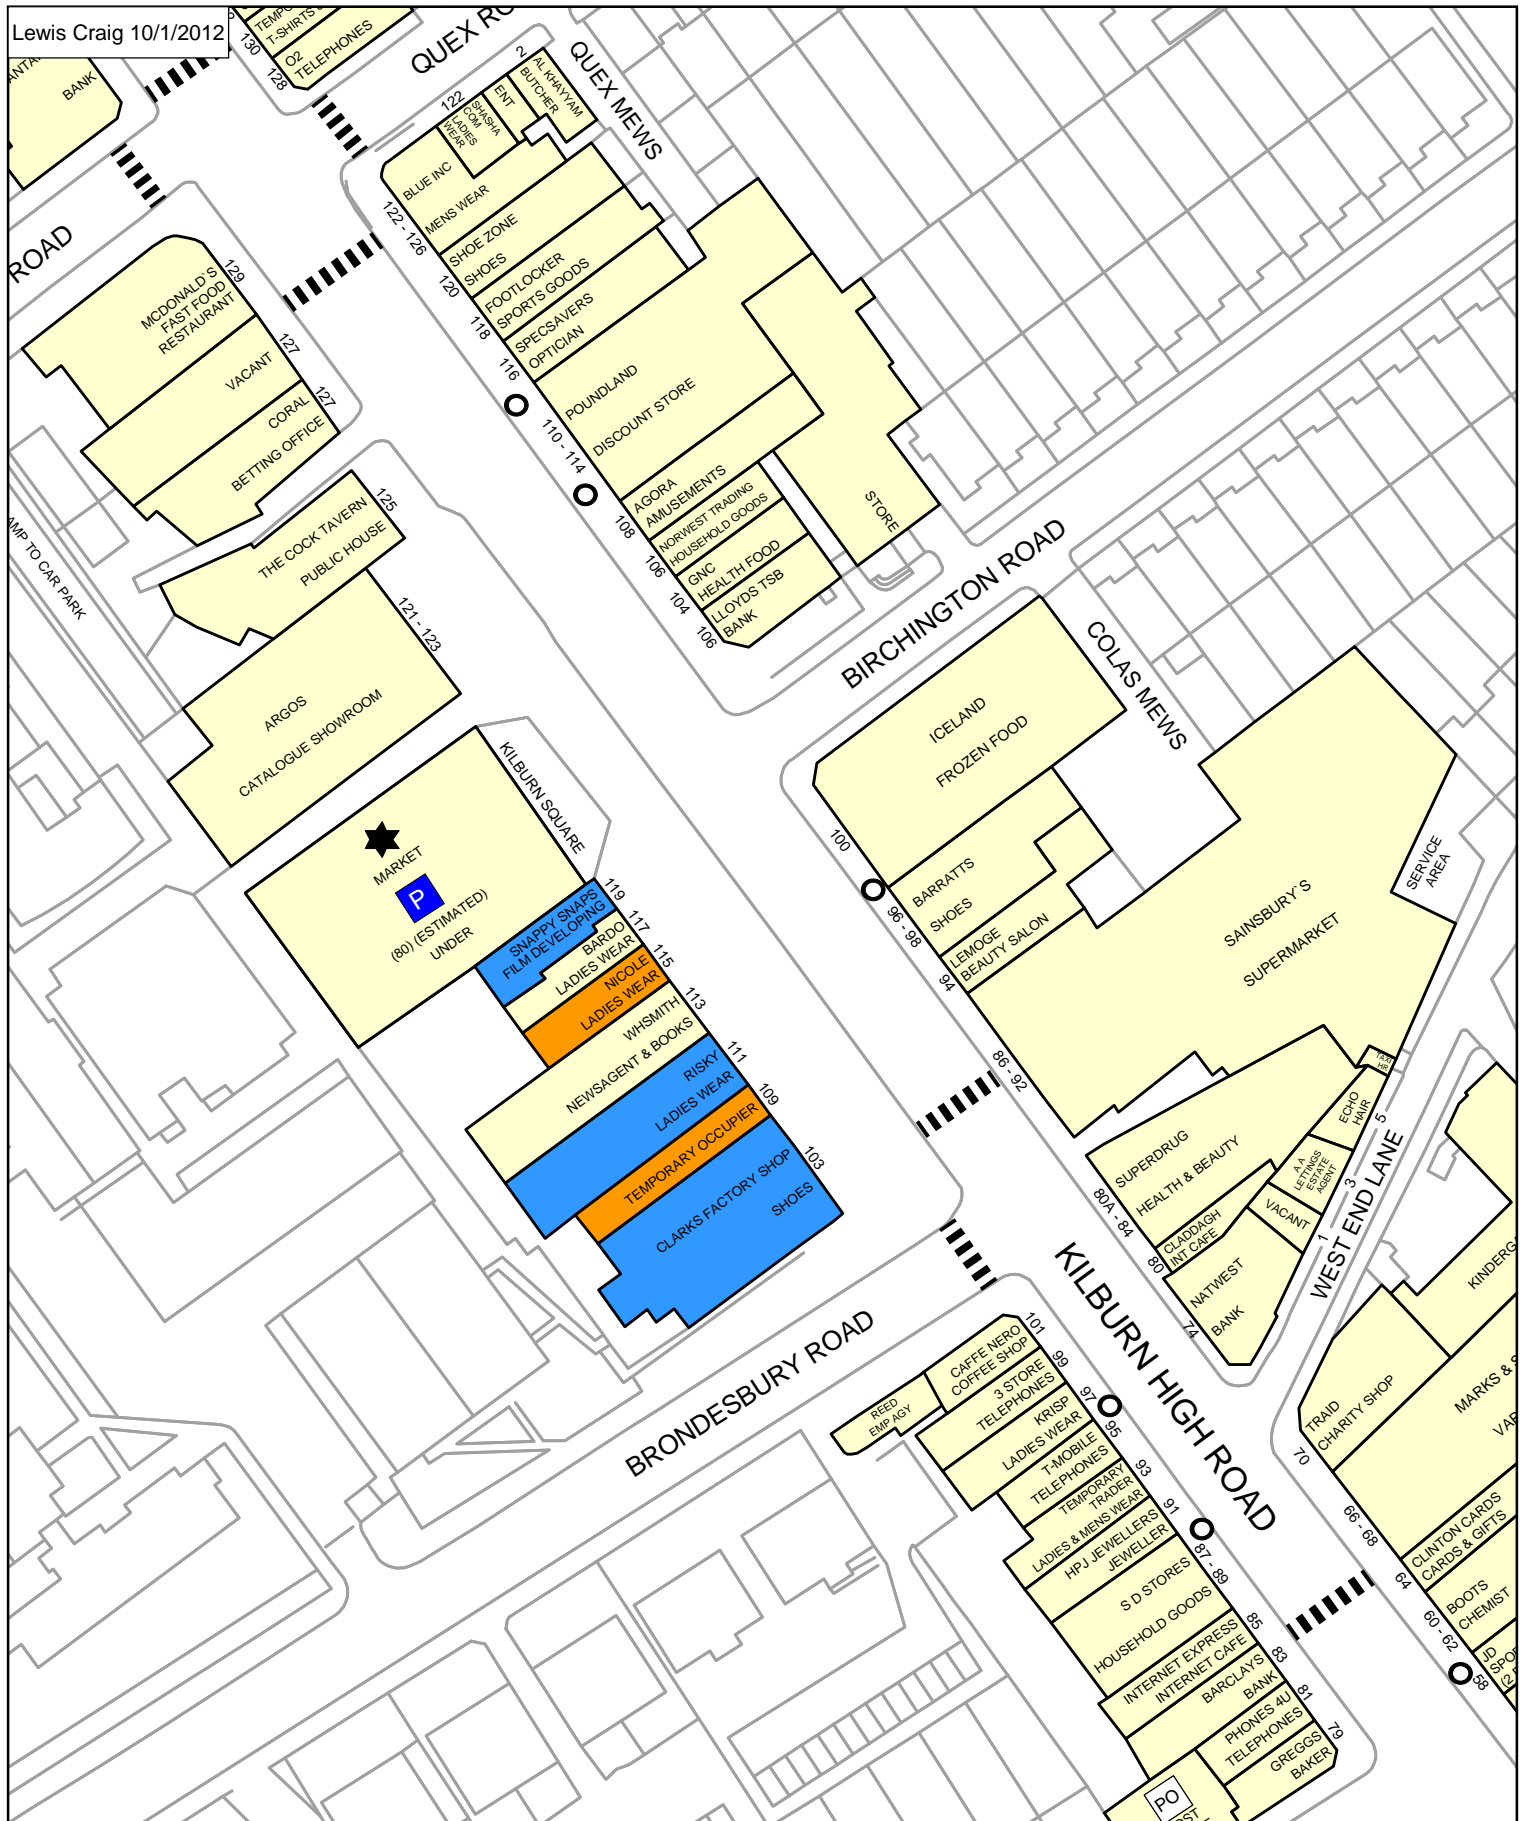 Lewis Craig 10/1/2012
BANK
130
128
T-SHIRTS
O2
TELEPHONES
QUEX
2
QUEX MEWS
122
AL KHAYYAM
BUTCHER
ENT
SHASHA
COM
LADIES
WEAR
BLUE INC
MENS WEAR
122 - 126
SHOE ZONE
SHOES
120
FOOTLOCKER
SPORTS GOODS
118
SPECSAVERS
OPTICIAN
116
POUNDLAND
DISCOUNT STORE
110 - 114
AGORA
AMUSEMENTS
108
NORWEST TRADING
HOUSEHOLD GOODS
106
GNC
HEALTH FOOD
104
LLOYDS TSB
BANK
106
STORE
ROAD
MCDONALD`S
FAST FOOD
RESTAURANT
129
VACANT
127
CORAL
BETTING OFFICE
127
THE COCK TAVERN
PUBLIC HOUSE
125
AMP TO CAR PARK
ARGOS
CATALOGUE SHOWROOM
121 - 123
KILBURN SQUARE
MARKET
P
(80) (ESTIMATED)
UNDER
SNAPPY SNAPS
FILM DEVELOPING
119
BARDO
LADIES WEAR
117
NICOLE
LADIES WEAR
115
WHSMITH
NEWSAGENT & BOOKS
113
RISKY
LADIES WEAR
111
TEMPORARY OCCUPIER
109
CLARKS FACTORY SHOP
SHOES
103
BIRCHINGTON ROAD
COLAS MEWS
ICELAND
FROZEN FOOD
100
BARRATTS
SHOES
96 - 98
LEMOGE
BEAUTY SALON
94
SAINSBURY`S
SUPERMARKET
86 - 92
SERVICE
AREA
TAXI
HR
ECHO
HAIR
5
SUPERDRUG
HEALTH & BEAUTY
80A - 84
A A
LETTINGS
ESTATE
AGENT
3
VACANT
1
CLADDAGH
INT CAFE
80
NATWEST
BANK
74
WEST END LANE
KILBURN HIGH ROAD
BRONDESBURY ROAD
CAFFE NERO
COFFEE SHOP
101
REED
EMP AGY
3 STORE
TELEPHONES
99
KRISP
LADIES WEAR
97
T-MOBILE
TELEPHONES
95
TEMPORARY
TRADER
LADIES & MENS WEAR
93
HPJ JEWELLERS
JEWELLER
91
S D STORES
HOUSEHOLD GOODS
87 - 89
INTERNET EXPRESS
INTERNET CAFE
85
BARCLAYS
BANK
83
PHONES 4U
TELEPHONES
81
GREGGS
BAKER
79
PO
TRAID
CHARITY SHOP
70
KINDERG
MARKS & S
66 - 68
CLINTON CARDS
CARDS & GIFTS
64
BOOTS
CHEMIST
60 - 62
JD
SPO
58